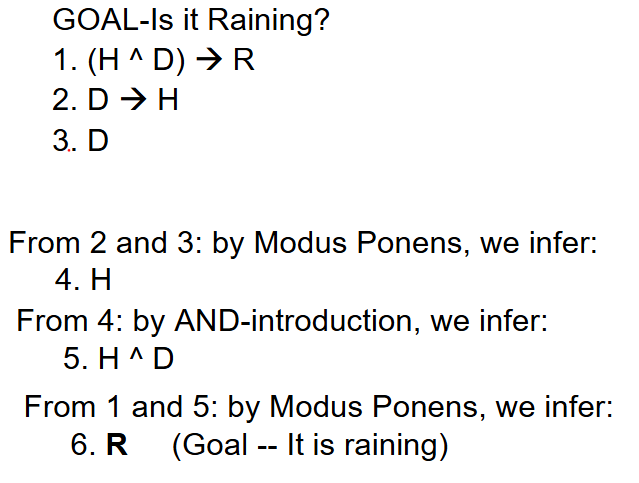 GOAL-Is it Raining?
1. (H ^ D) → R
2. D → H
3. D
From 2 and 3: by Modus Ponens, we infer:
4. H
From 4: by AND-introduction, we infer:
5. H ^ D
From 1 and 5: by Modus Ponens, we infer:
6. R (Goal -- It is raining)